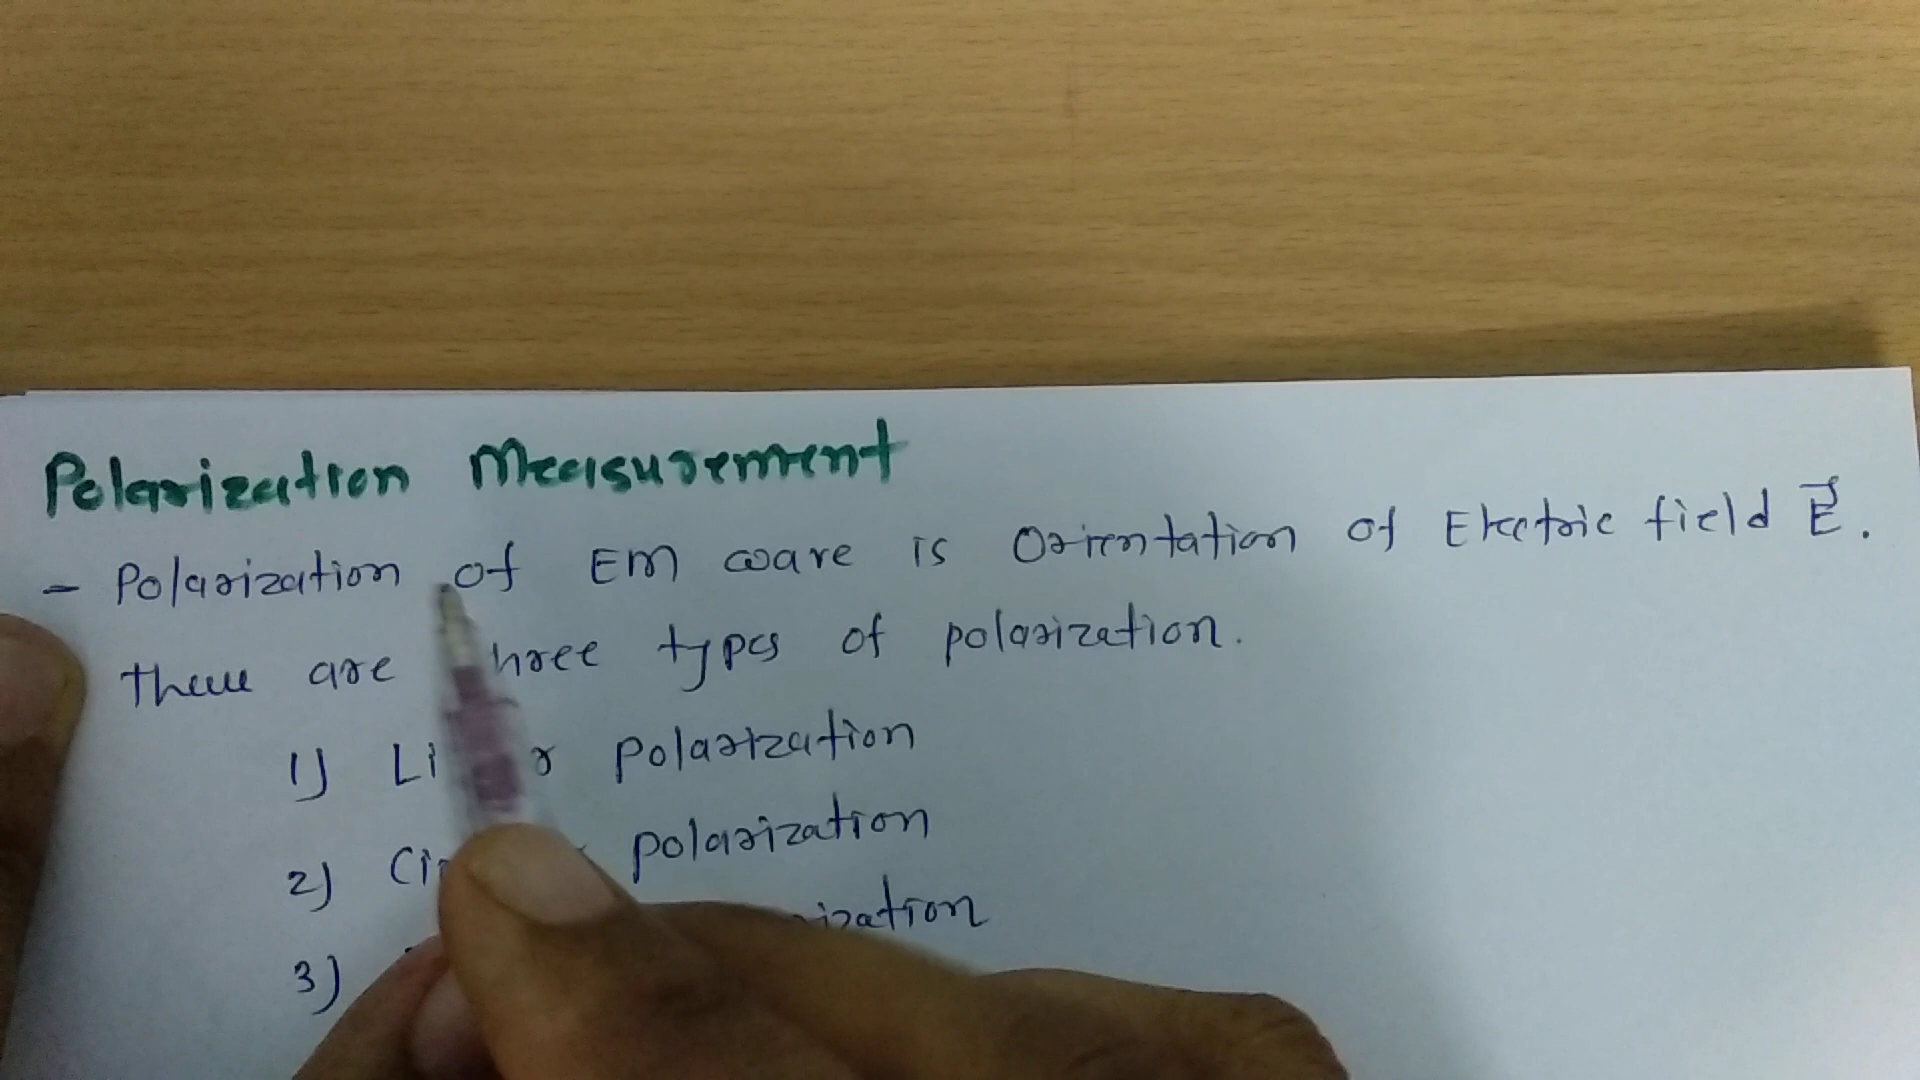 Polarization Measurement
- Polarization of EM wave is Orientation of Electric field E⃗.
There are three types of polarization.
1) Li r polarization
2) Ci polarization
3) ization